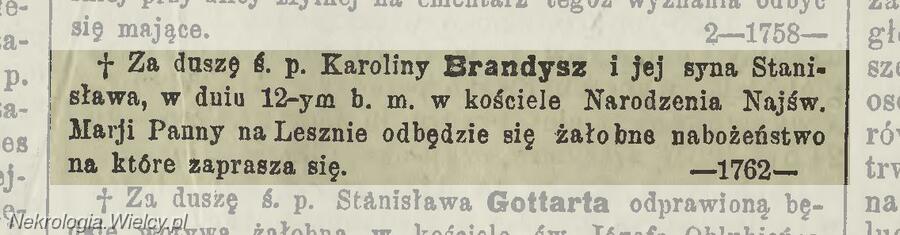 się mające. 2—1758—
† Za duszę ś. p. Karoliny Brandysz i jej syna Stani-
sława, w dniu 12-ym b. m. w kościele Narodzenia Najśw.
Marji Panny na Lesznie odbędzie się żałobne nabożeństwo
na które zaprasza się. —1762—
† Za duszę ś. p. Stanisława Gottarta odprawioną bę-
Nekrologia.Wielcy.pl